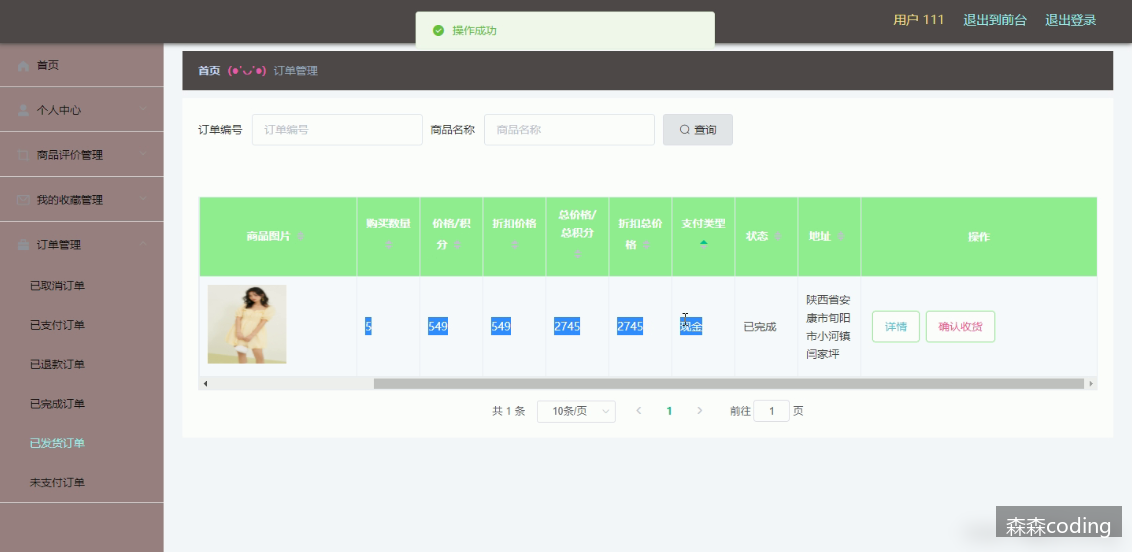 用户 111
退出到前台
退出登录
操作成功
首页
个人中心
商品评价管理
我的收藏管理
订单管理
已取消订单
已支付订单
已退款订单
已完成订单
已发货订单
未支付订单
首页 (●'◡'●) 订单管理
订单编号 订单编号 商品名称 商品名称 查询
商品图片
购买数量
价格/积
分
折扣价格
总价格/
总积分
折扣总价
格
支付类型
状态
地址
操作
5
549
549
2745
2745
现金
已完成
陕西省安
康市旬阳
市小河镇
闫家坪
详情
确认收货
共 1 条
10条/页
1
前往 1 页
森森coding